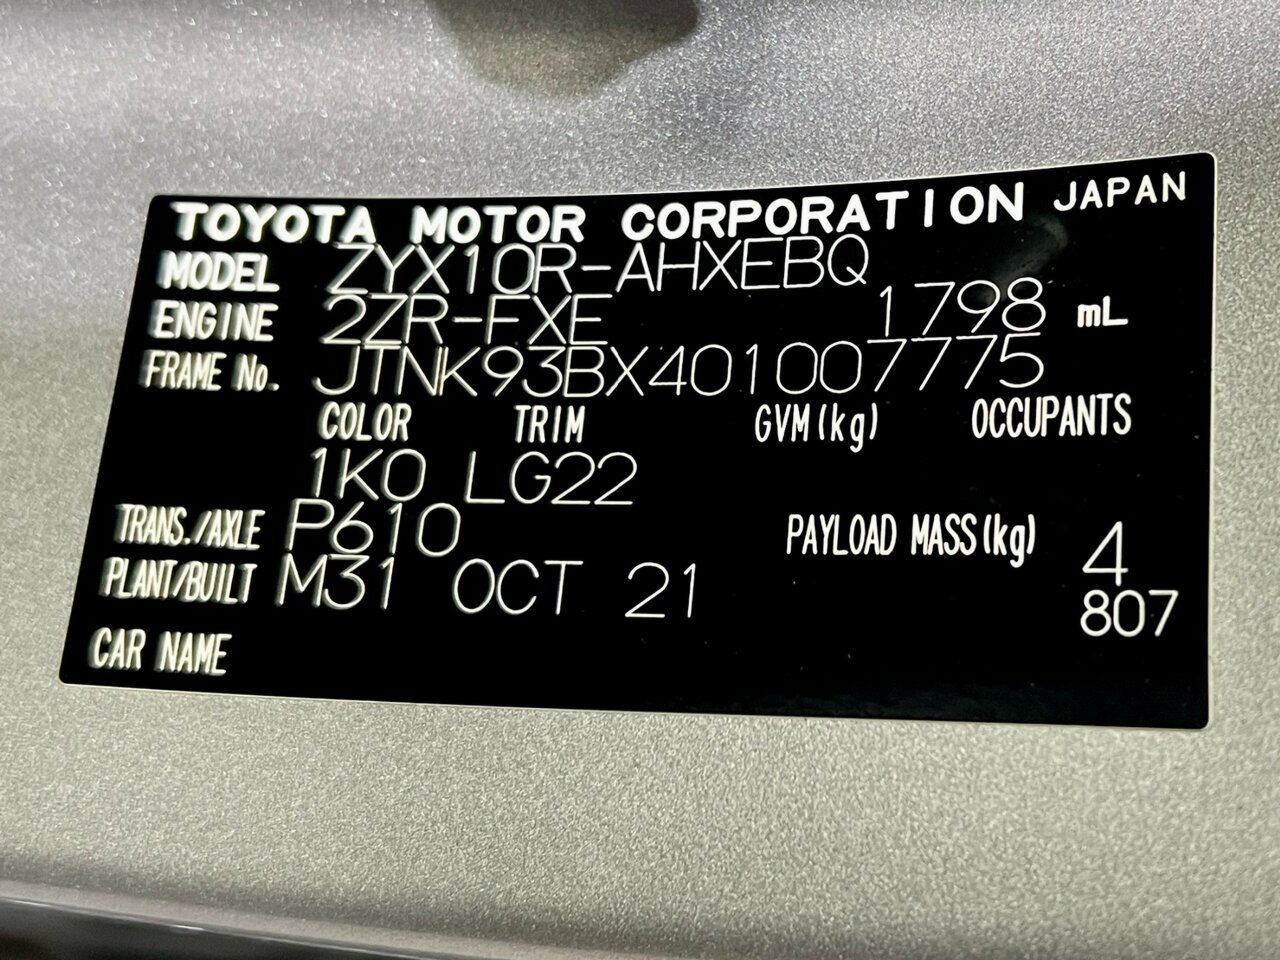 TOYOTA MOTOR CORPORATION JAPAN
MODEL ZYX10R-AHXEBQ
ENGINE 2ZR-FXE 1798 mL
FRAME No. JTNK93BX401007775
COLOR TRIM GVM(kg) OCCUPANTS
1K0 LG22
TRANS./AXLE P610 PAYLOAD MASS(kg) 4
PLANT/BUILT M31 OCT 21 807
CAR NAME